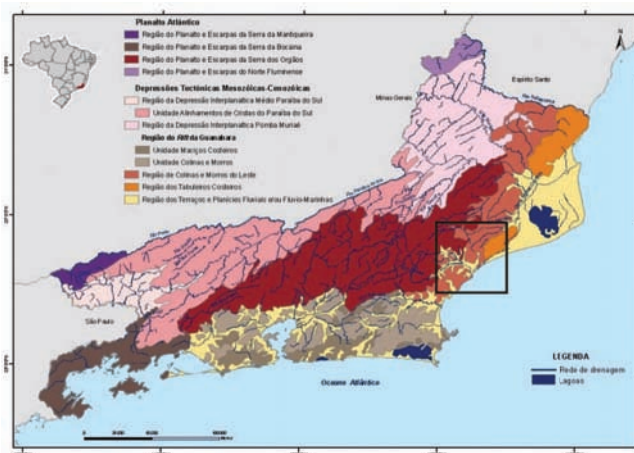 Planalto Atlântico
Região do Planalto e Escarpas da Serra da Mantiqueira
Região do Planalto e Escarpas da Serra da Bocaina
Região do Planalto e Escarpas da Serra dos Órgãos
Região do Planalto e Escarpas do Norte Fluminense
Depressões Tectônicas Mesozóicas-Cenozóicas
Região da Depressão Interplanáltica Médio Paraíba do Sul
Unidade Alinhamentos de Cristas do Paraíba do Sul
Região da Depressão Interplanáltica Pomba Muriaé
Região do Rift da Guanabara
Unidade Maciços Costeiros
Unidade Colinas e Morros
Região de Colinas e Morros do Leste
Região dos Tabuleiros Costeiros
Região dos Terraços e Planícies Fluviais e/ou Flúvio-Marinhas
N
Espírito Santo
Minas Gerais
São Paulo
Oceano Atlântico
LEGENDA
Rede de drenagem
Lagoas